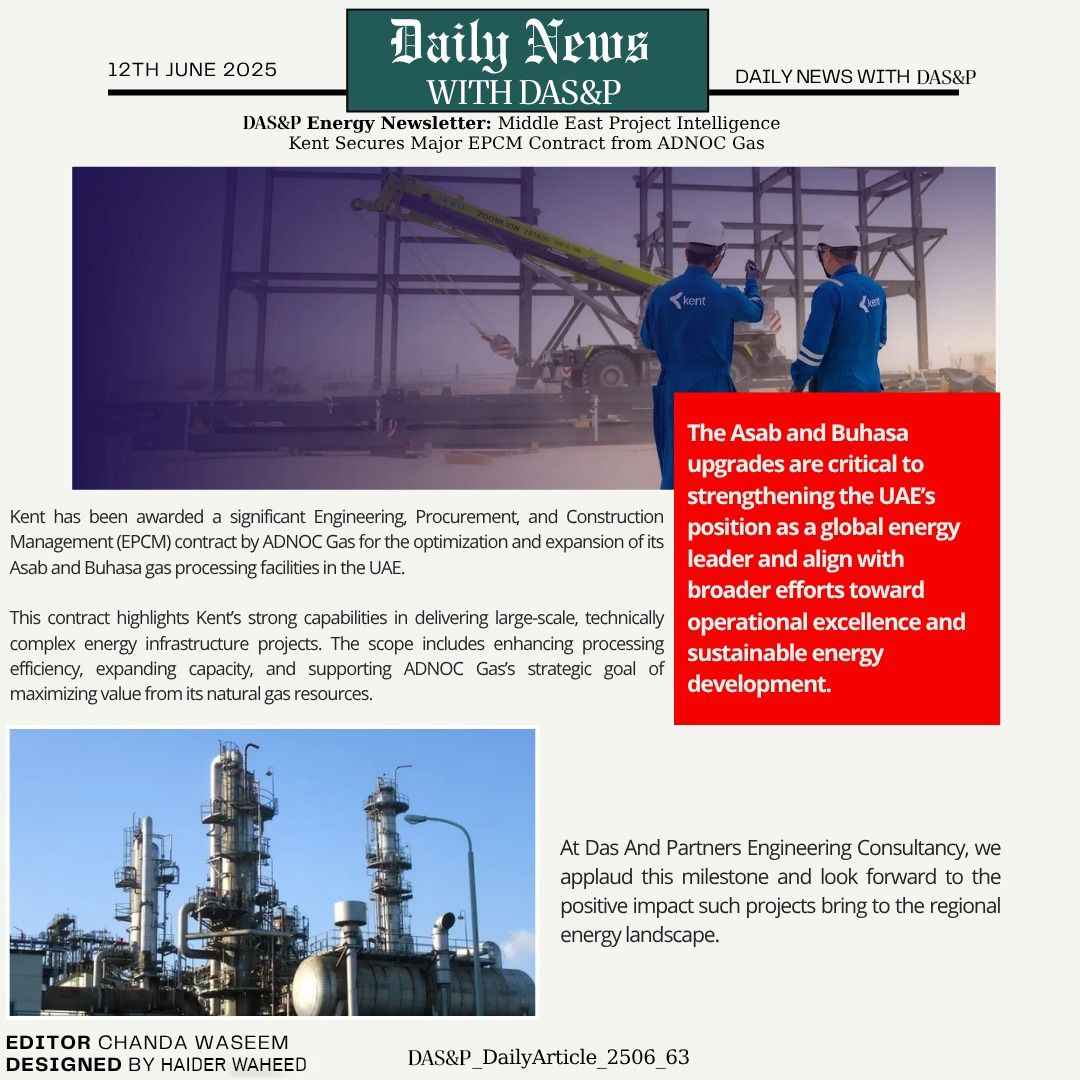 12TH JUNE 2025
Daily News
WITH DAS&P
DAILY NEWS WITH DAS&P
DAS&P Energy Newsletter: Middle East Project Intelligence
Kent Secures Major EPCM Contract from ADNOC Gas
kent
kent
The Asab and Buhasa
upgrades are critical to
strengthening the UAE’s
position as a global energy
leader and align with
broader efforts toward
operational excellence and
sustainable energy
development.
Kent has been awarded a significant Engineering, Procurement, and Construction
Management (EPCM) contract by ADNOC Gas for the optimization and expansion of its
Asab and Buhasa gas processing facilities in the UAE.
This contract highlights Kent’s strong capabilities in delivering large-scale, technically
complex energy infrastructure projects. The scope includes enhancing processing
efficiency, expanding capacity, and supporting ADNOC Gas’s strategic goal of
maximizing value from its natural gas resources.
At Das And Partners Engineering Consultancy, we
applaud this milestone and look forward to the
positive impact such projects bring to the regional
energy landscape.
EDITOR CHANDA WASEEM
DESIGNED BY HAIDER WAHEED
DAS&P_DailyArticle_2506_63